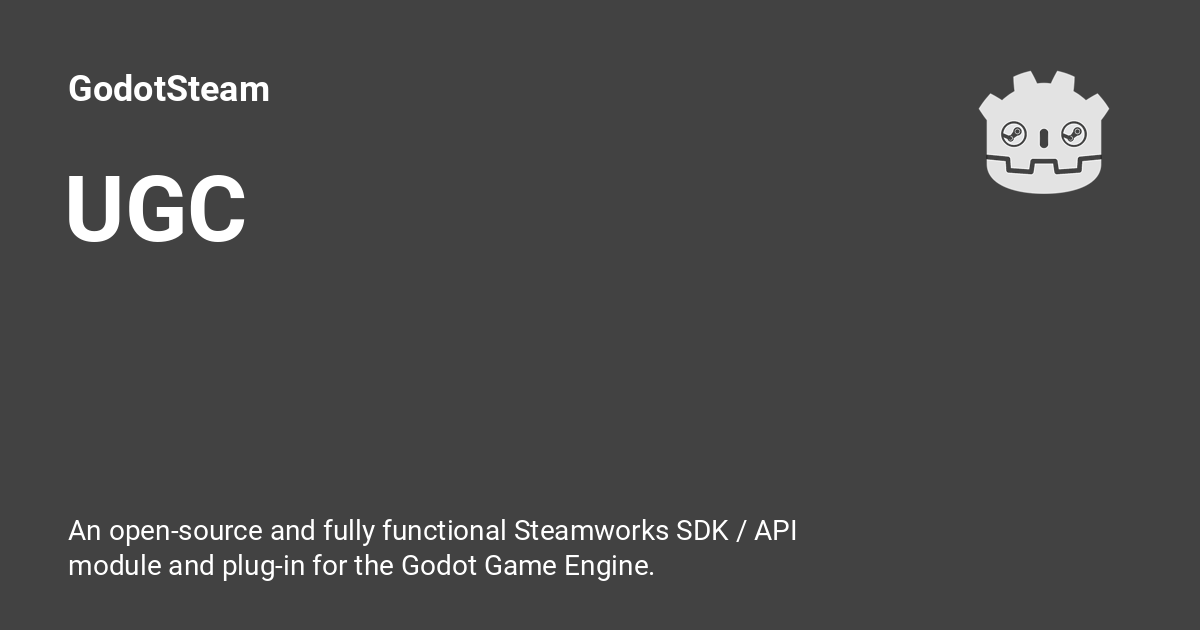 GodotSteam
UGC
An open-source and fully functional Steamworks SDK / API
module and plug-in for the Godot Game Engine.